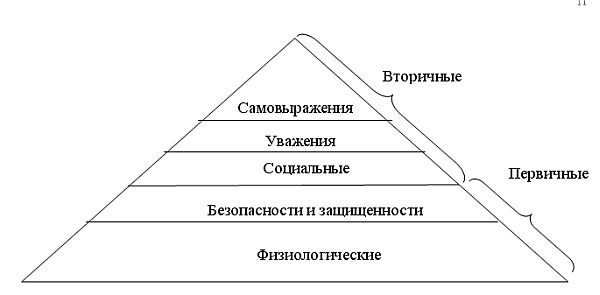 11
Вторичные
Самовыражения
Уважения
Социальные
Первичные
Безопасности и защищенности
Физиологические